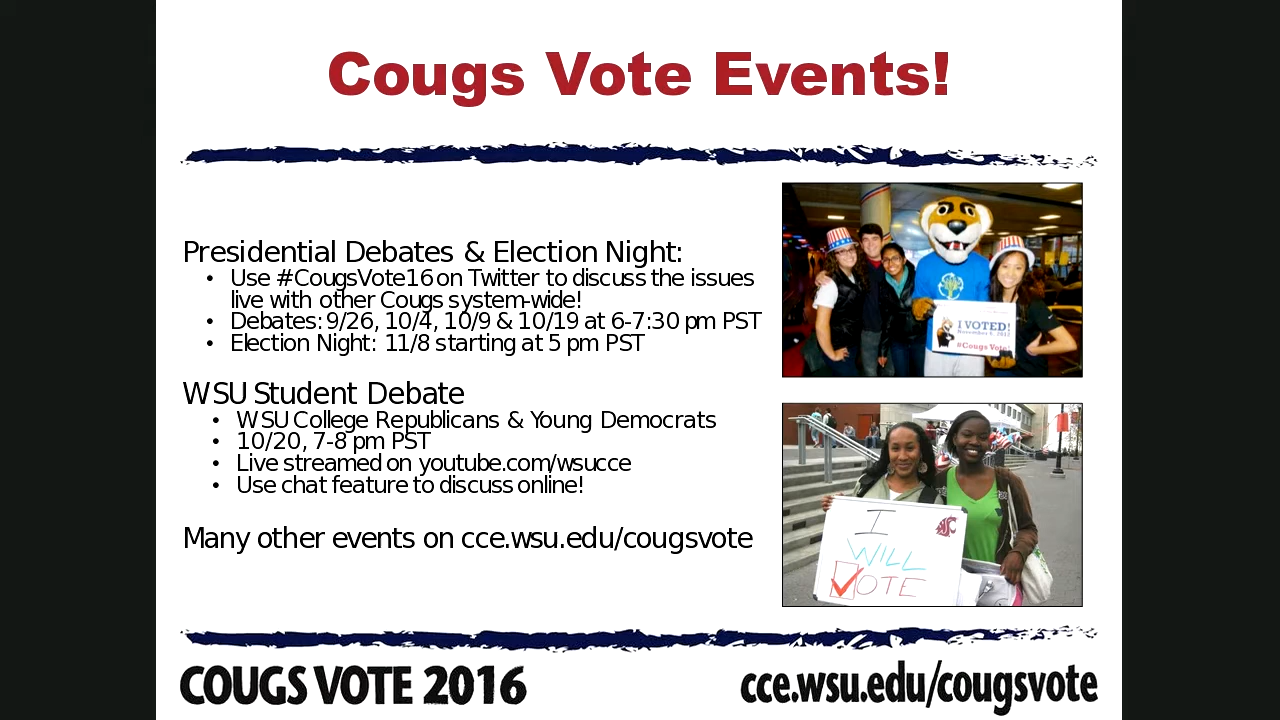 Cougs Vote Events!
Presidential Debates & Election Night:
• Use #CougsVote16 on Twitter to discuss the issues
live with other Cougs system-wide!
• Debates: 9/26, 10/4, 10/9 & 10/19 at 6-7:30 pm PST
• Election Night: 11/8 starting at 5 pm PST
WSU Student Debate
• WSU College Republicans & Young Democrats
• 10/20, 7-8 pm PST
• Live streamed on youtube.com/wsucce
• Use chat feature to discuss online!
Many other events on cce.wsu.edu/cougsvote
I VOTED!
November 6, 2012
#Cougs Vote!
I
WILL
VOTE
COUGS VOTE 2016
cce.wsu.edu/cougsvote